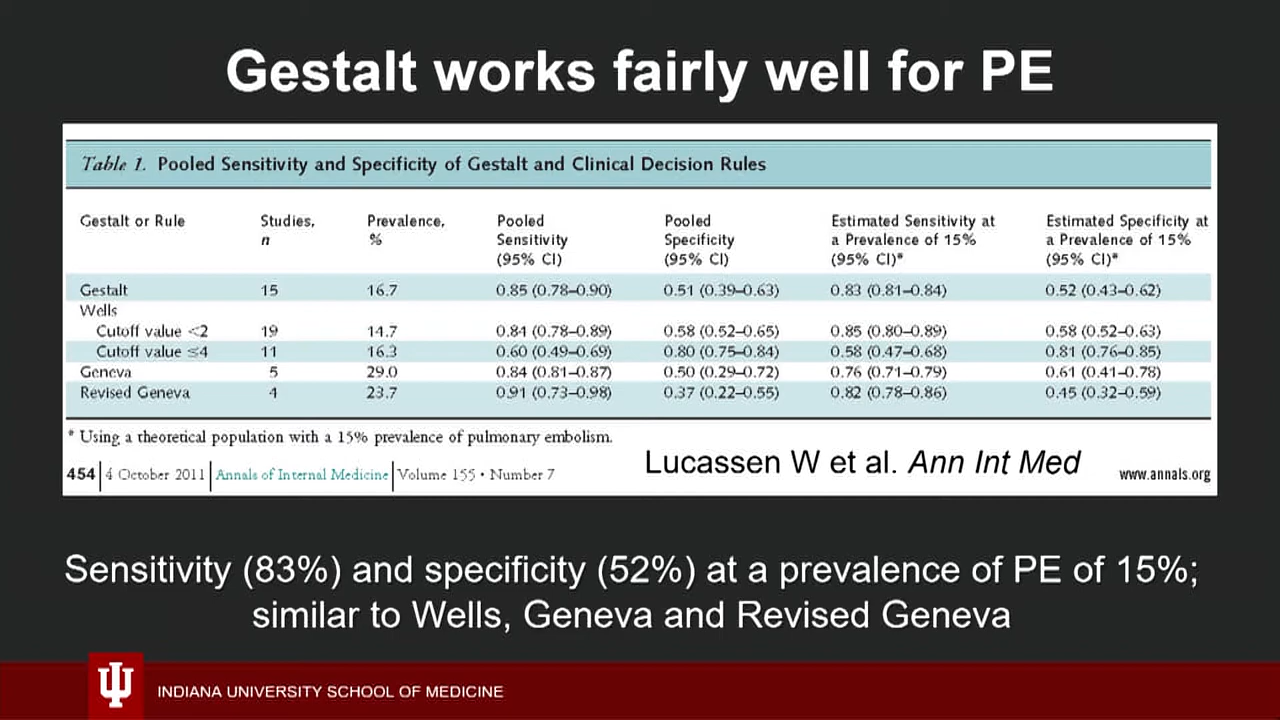 Gestalt works fairly well for PE
Table 1. Pooled Sensitivity and Specificity of Gestalt and Clinical Decision Rules
Gestalt or Rule Studies, n Prevalence, % Pooled Sensitivity (95% CI) Pooled Specificity (95% CI) Estimated Sensitivity at a Prevalence of 15% (95% CI)* Estimated Specificity at a Prevalence of 15% (95% CI)*
Gestalt 15 16.7 0.85 (0.78–0.90) 0.51 (0.39–0.63) 0.83 (0.81–0.84) 0.52 (0.43–0.62)
Wells
Cutoff value <2 19 14.7 0.84 (0.78–0.89) 0.58 (0.52–0.65) 0.85 (0.80–0.89) 0.58 (0.52–0.63)
Cutoff value ≤4 11 16.3 0.60 (0.49–0.69) 0.80 (0.75–0.84) 0.58 (0.47–0.68) 0.81 (0.76–0.85)
Geneva 5 29.0 0.84 (0.81–0.87) 0.50 (0.29–0.72) 0.76 (0.71–0.79) 0.61 (0.41–0.78)
Revised Geneva 4 23.7 0.91 (0.73–0.98) 0.37 (0.22–0.55) 0.82 (0.78–0.86) 0.45 (0.32–0.59)
* Using a theoretical population with a 15% prevalence of pulmonary embolism.
454 | 4 October 2011 | Annals of Internal Medicine | Volume 155 • Number 7
Lucassen W et al. Ann Int Med
www.annals.org
Sensitivity (83%) and specificity (52%) at a prevalence of PE of 15%;
similar to Wells, Geneva and Revised Geneva
INDIANA UNIVERSITY SCHOOL OF MEDICINE